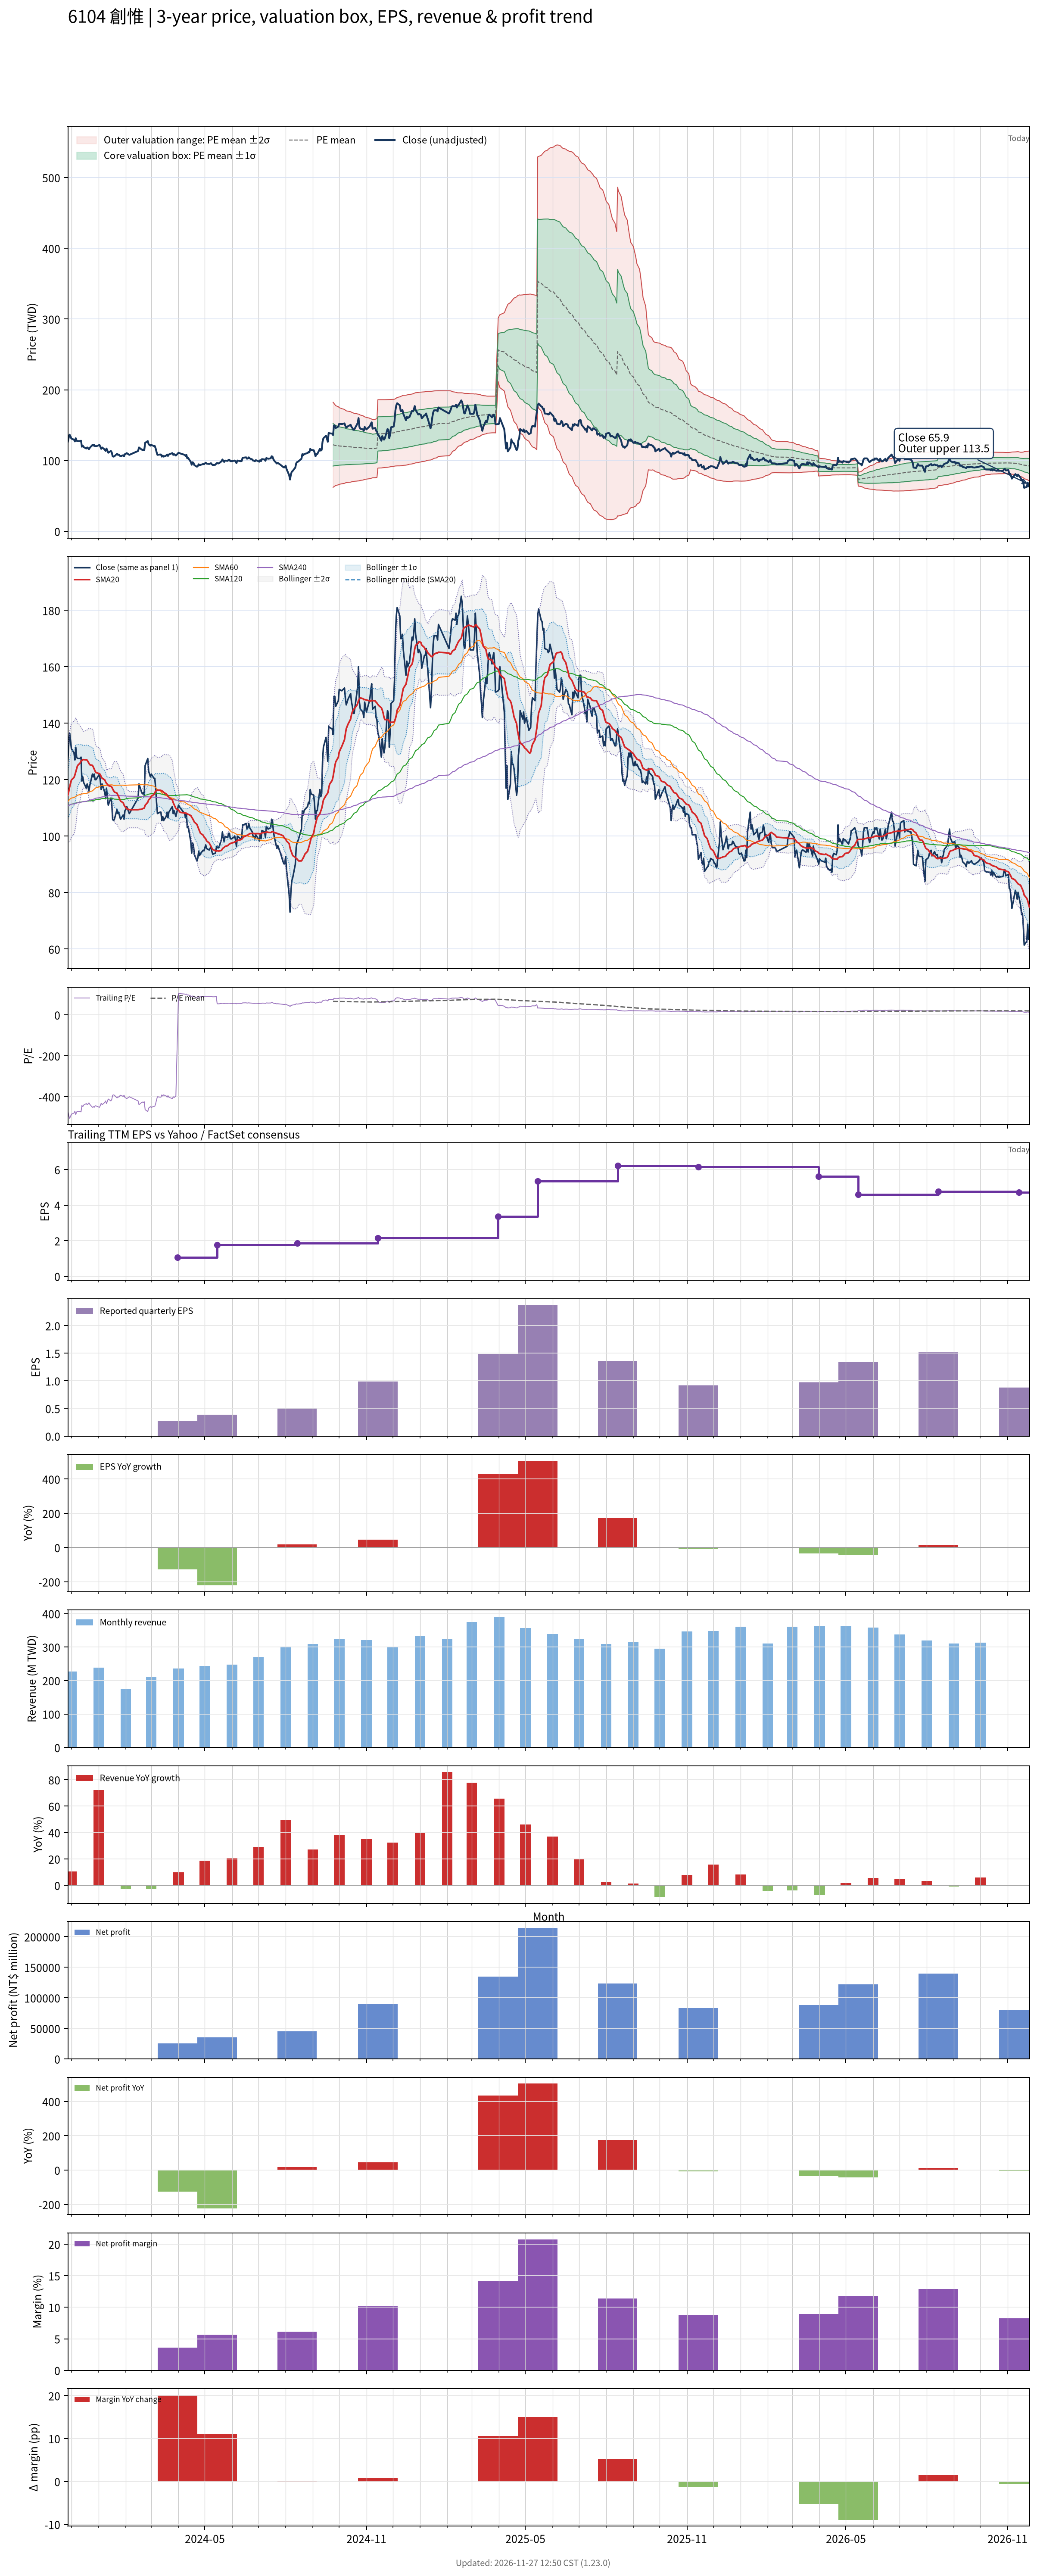 6104 創惟 | 3-year price, valuation box, EPS, revenue & profit trend
Outer valuation range: PE mean ±2σ
Core valuation box: PE mean ±1σ
PE mean
Close (unadjusted)
Today
Price (TWD)
500
400
300
200
100
0
Close 65.9
Outer upper 113.5
Close (same as panel 1)
SMA20
SMA60
SMA120
SMA240
Bollinger ±2σ
Bollinger ±1σ
Bollinger middle (SMA20)
Price
180
160
140
120
100
80
60
Trailing P/E
P/E mean
P/E
0
-200
-400
Trailing TTM EPS vs Yahoo / FactSet consensus
Today
EPS
6
4
2
0
Reported quarterly EPS
EPS
2.0
1.5
1.0
0.5
0.0
EPS YoY growth
YoY (%)
400
200
0
-200
Monthly revenue
Revenue (M TWD)
400
300
200
100
0
Revenue YoY growth
YoY (%)
80
60
40
20
0
Month
Net profit
Net profit (NT$ million)
200000
150000
100000
50000
0
Net profit YoY
YoY (%)
400
200
0
-200
Net profit margin
Margin (%)
20
15
10
5
0
Margin YoY change
Δ margin (pp)
20
10
0
-10
2024-05
2024-11
2025-05
2025-11
2026-05
2026-11
Updated: 2026-11-27 12:50 CST (1.23.0)